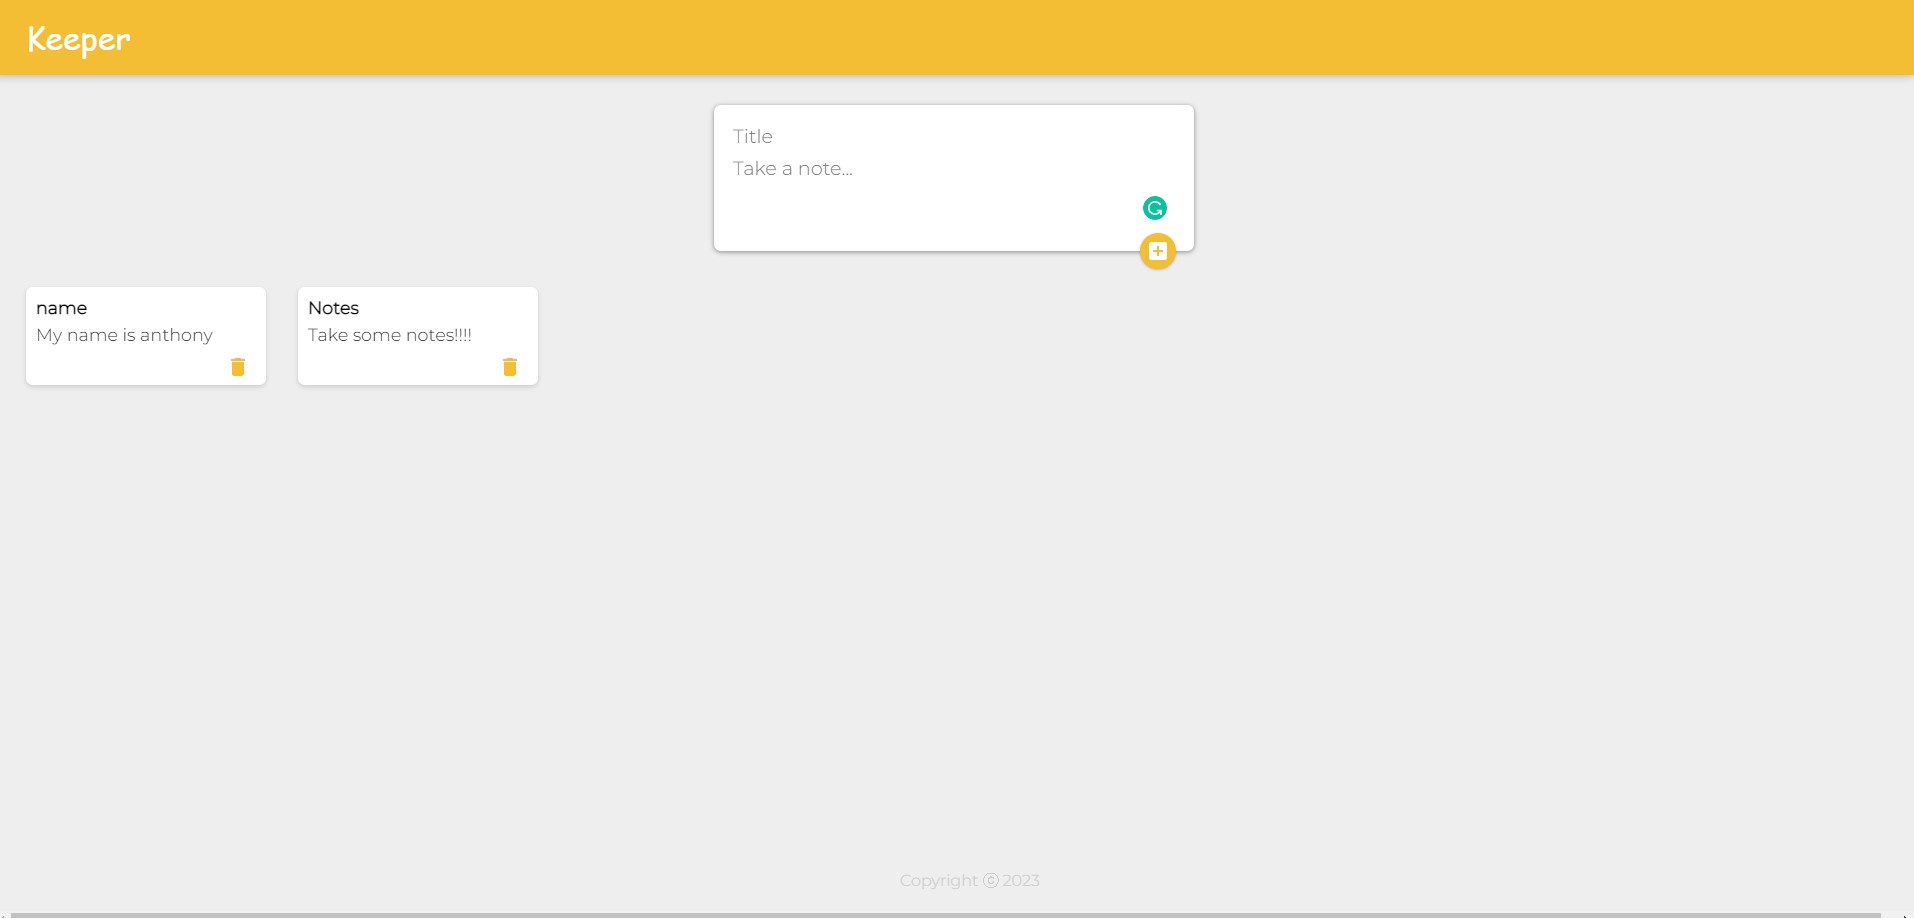 Keeper
Title
Take a note...
name
My name is anthony
Notes
Take some notes!!!!
Copyright ⓒ 2023